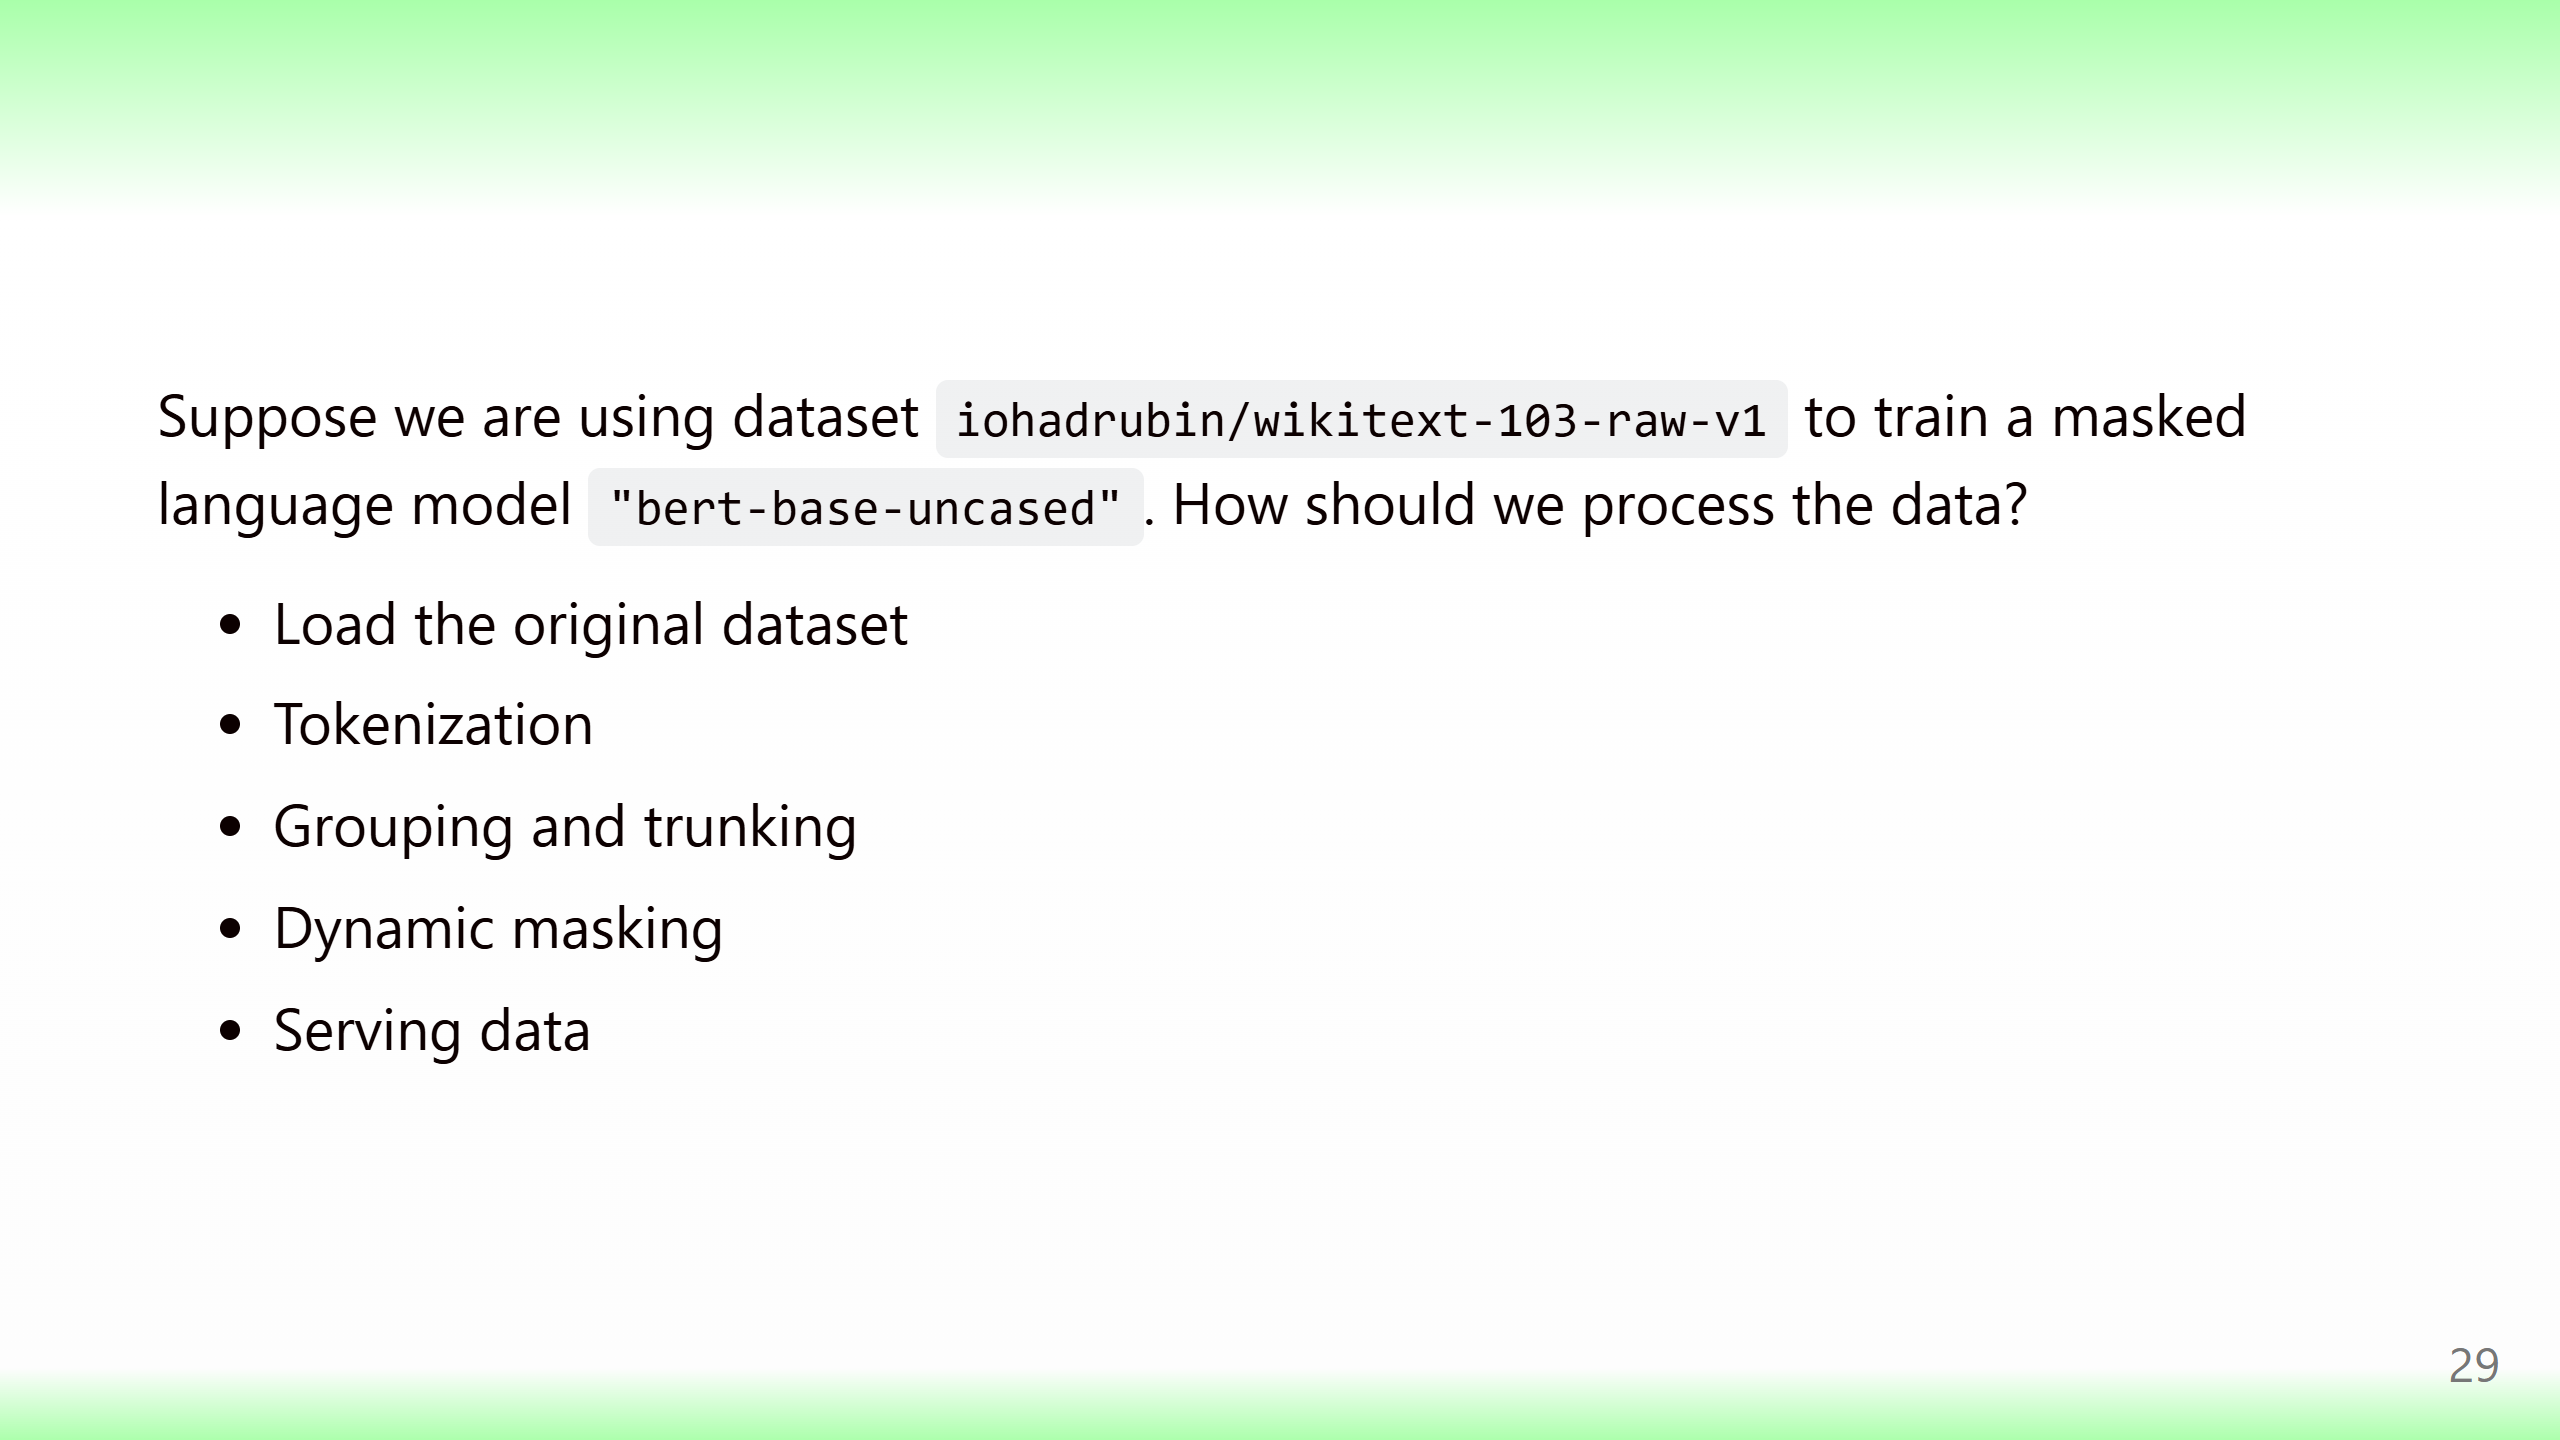 Suppose we are using dataset iohadrubin/wikitext-103-raw-v1 to train a masked
language model "bert-base-uncased". How should we process the data?
• Load the original dataset
• Tokenization
• Grouping and trunking
• Dynamic masking
• Serving data
29